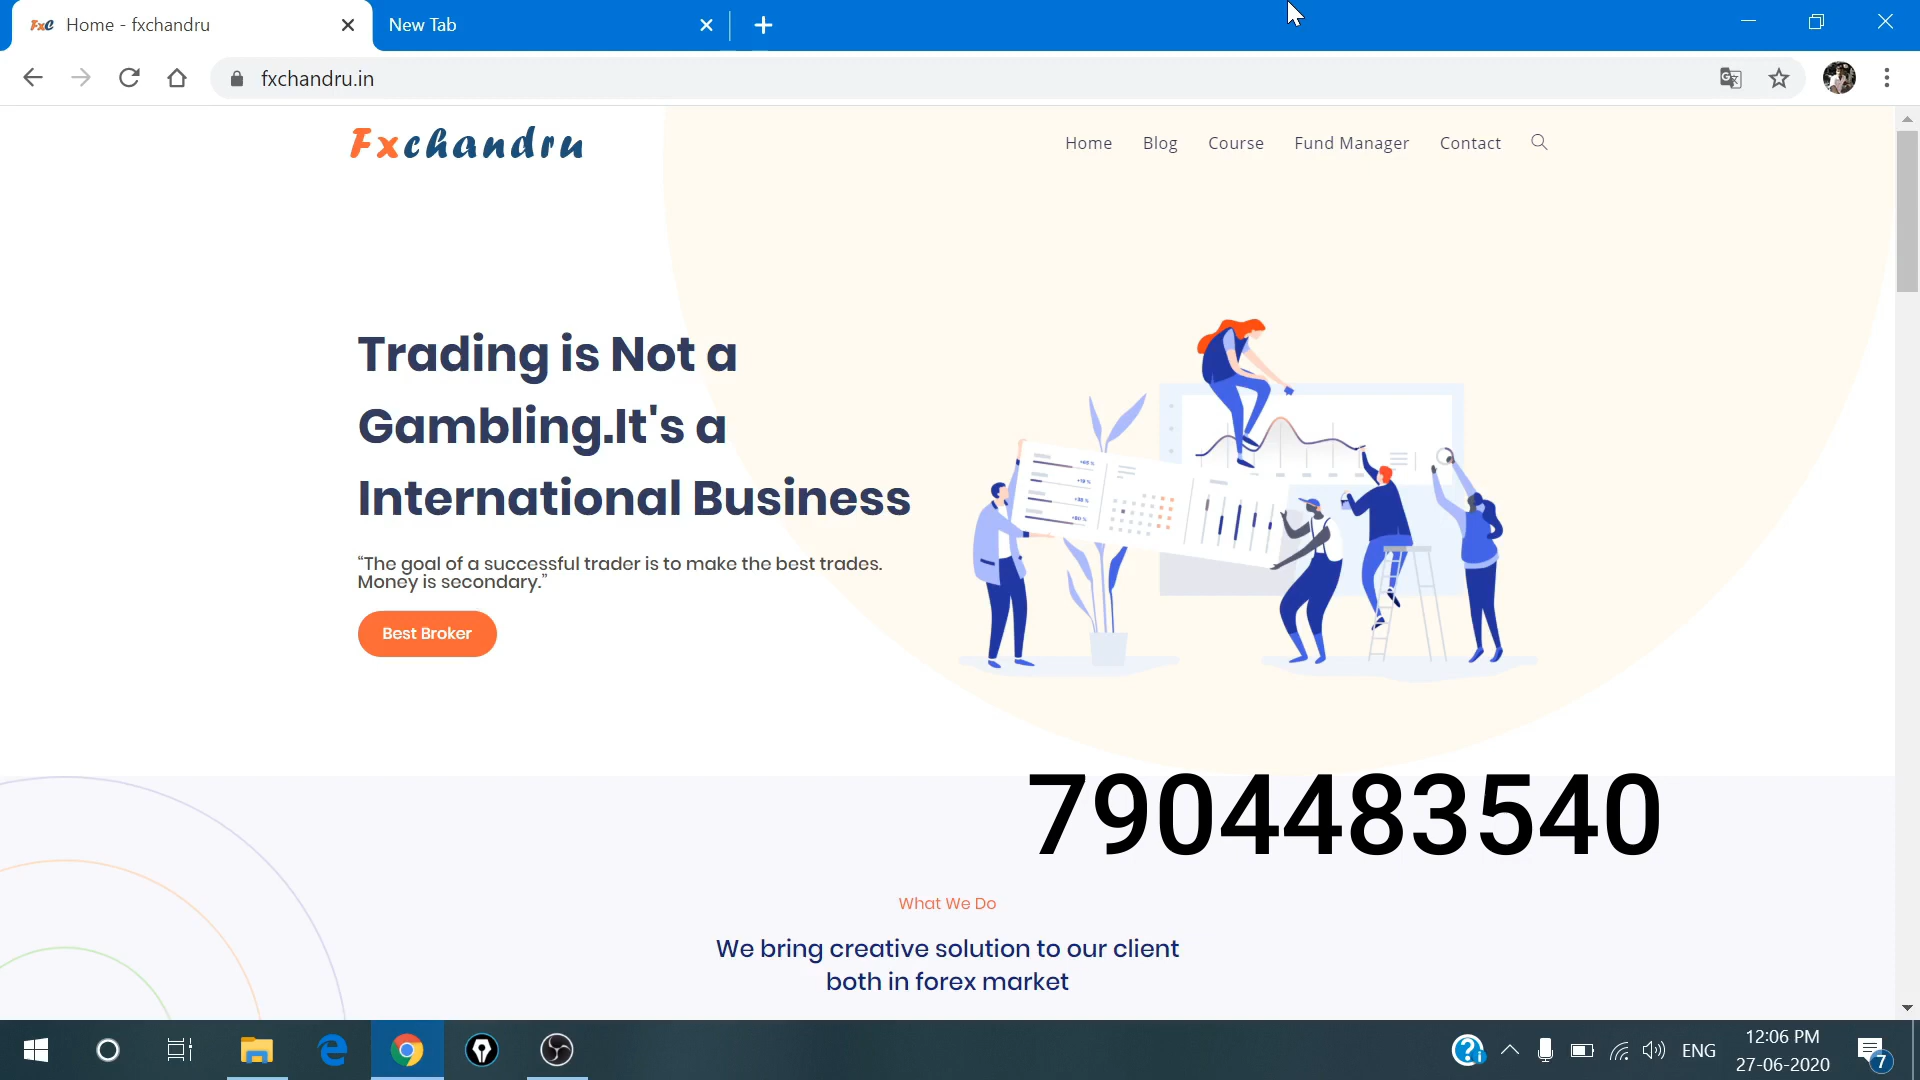 FxC Home - fxchandru
New Tab
fxchandru.in
Fxchandru
Home Blog Course Fund Manager Contact
Trading is Not a
Gambling.It's a
International Business
“The goal of a successful trader is to make the best trades.
Money is secondary.”
Best Broker
7904483540
What We Do
We bring creative solution to our client
both in forex market
ENG
12:06 PM
27-06-2020
7